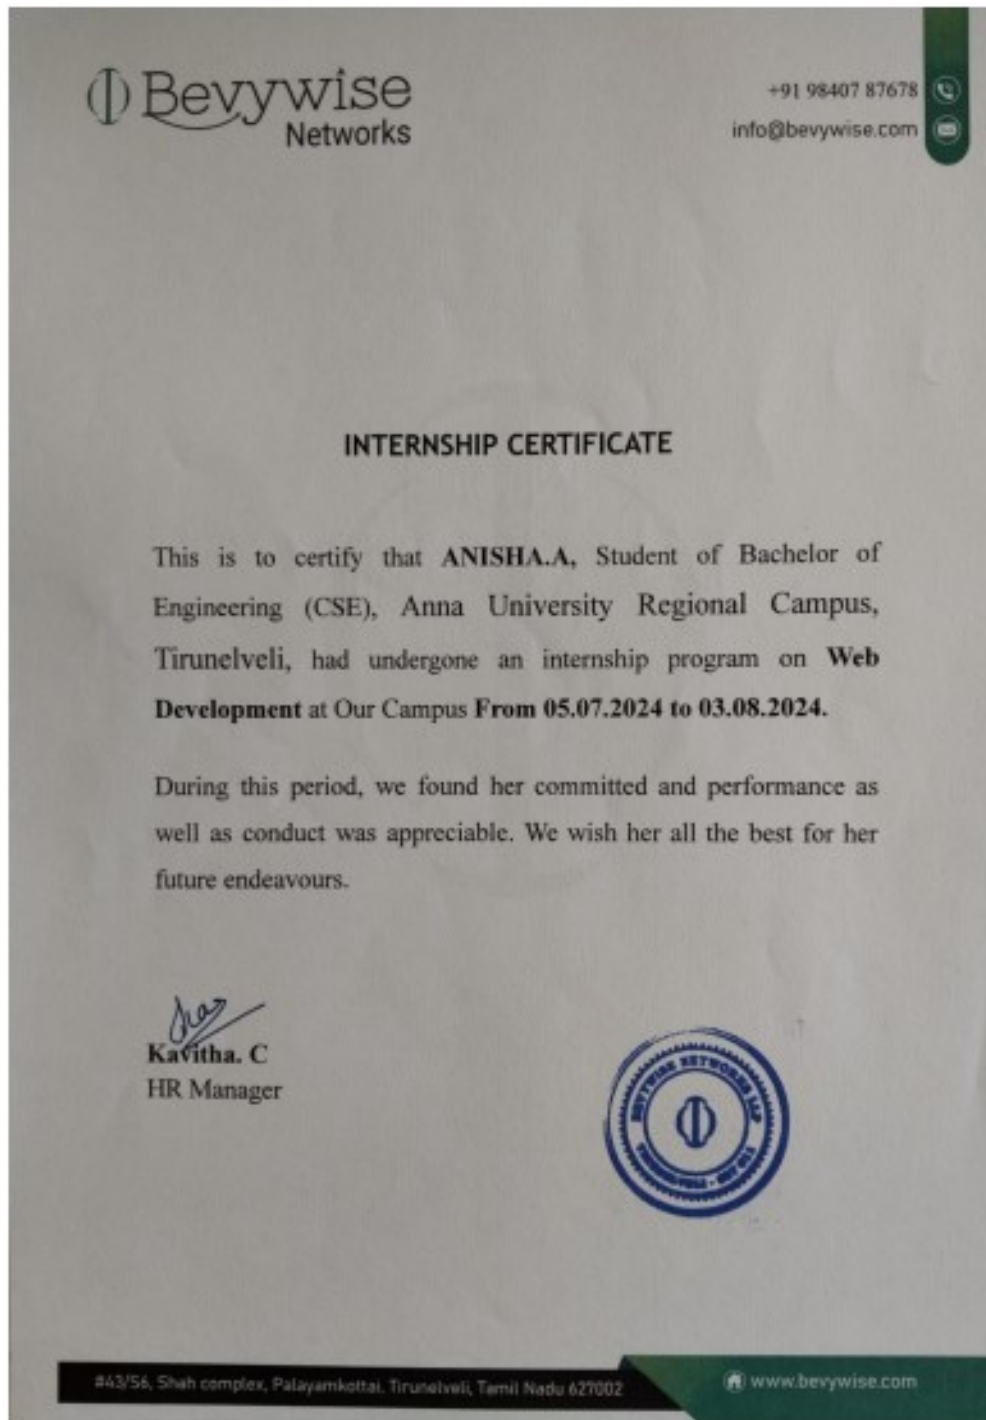 Bevywise
Networks
+91 98407 87678
info@bevywise.com
INTERNSHIP CERTIFICATE
This is to certify that ANISHA.A, Student of Bachelor of
Engineering (CSE), Anna University Regional Campus,
Tirunelveli, had undergone an internship program on Web
Development at Our Campus From 05.07.2024 to 03.08.2024.
During this period, we found her committed and performance as
well as conduct was appreciable. We wish her all the best for her
future endeavours.
Kavitha. C
HR Manager
BEVYWISE NETWORKS LLP
TIRUNELVELI - 627 
#43/56, Shah complex, Palayamkottai, Tirunelveli, Tamil Nadu 627002
www.bevywise.com